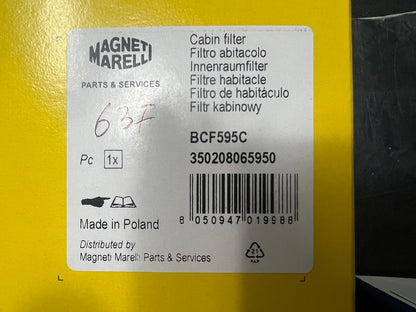 MAGNETI
MARELLI
PARTS & SERVICES
Cabin filter
Filtro abitacolo
Innenraumfilter
Filtre habitacle
Filtro de habitáculo
Filtr kabinowy
BCF595C
350208065950
Pc 1x
Made in Poland
Distributed by
Magneti Marelli Parts & Services
8 050947 019988
21
PAP